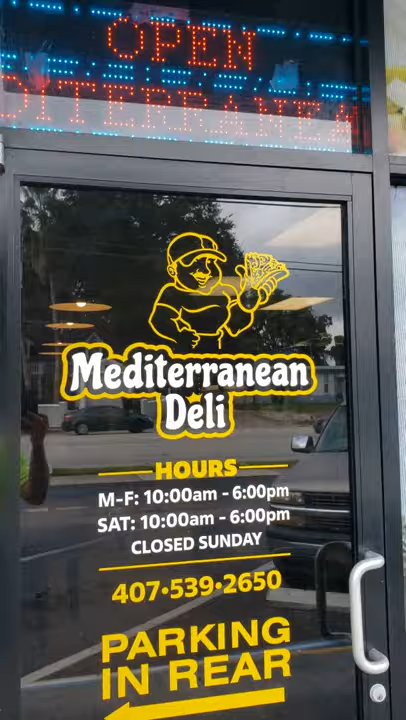 OPEN
DITERRANEA
Mediterranean
Deli
HOURS
M-F: 10:00am - 6:00pm
SAT: 10:00am - 6:00pm
CLOSED SUNDAY
407•539•2650
PARKING
IN REAR